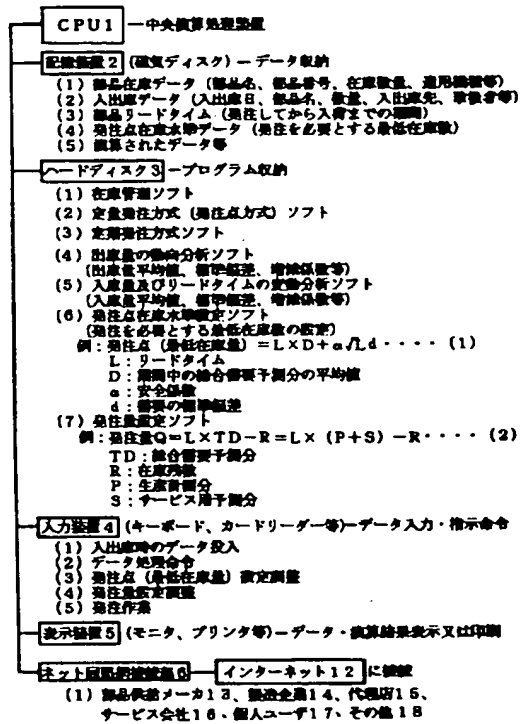 CPU1 ー中央演算処理装置
記憶装置2 (磁気ディスク)ーデータ収納
(1)部品在庫データ(部品名、部品番号、在庫数量、適用機種等)
(2)入出庫データ(入出庫日、部品名、数量、入出庫先、取扱者等)
(3)部品リードタイム(発注してから入荷までの期間)
(4)発注点在庫水準データ(発注を必要とする最低在庫数)
(5)演算されたデータ等
ハードディスク3 ープログラム収納
(1)在庫管理ソフト
(2)定量発注方式(発注点方式)ソフト
(3)定期発注方式ソフト
(4)出庫量の傾向分析ソフト
(出庫量平均値、標準偏差、増減係数等)
(5)入庫量及びリードタイムの変動分析ソフト
(入庫量平均値、標準偏差、増減係数等)
(6)発注点在庫水準設定ソフト
(発注を必要とする最低在庫数の設定)
例:発注点(最低在庫量)=L×D+α√Ld・・・・(1)
L:リードタイム
D:期間中の総合需要予測分の平均値
α:安全係数
d:需要の標準偏差
(7)発注量設定ソフト
例:発注量Q=L×TD-R=L×(P+S)-R・・・・(2)
TD:総合需要予測分
R:在庫残数
P:生産計画分
S:サービス用予測分
入力装置4 (キーボード、カードリーダー等)ーデータ入力・指示命令
(1)入出庫時のデータ投入
(2)データ処理命令
(3)発注点(最低在庫量)設定調整
(4)発注量設定調整
(5)発注作業
表示装置5 (モニタ、プリンタ等)ーデータ・演算結果表示又は印刷
ネット回路網接続器6 インターネット12 に接続
(1)部品供給メーカ13、製造企業14、代理店15、
サービス会社16、個人ユーザ17、その他18